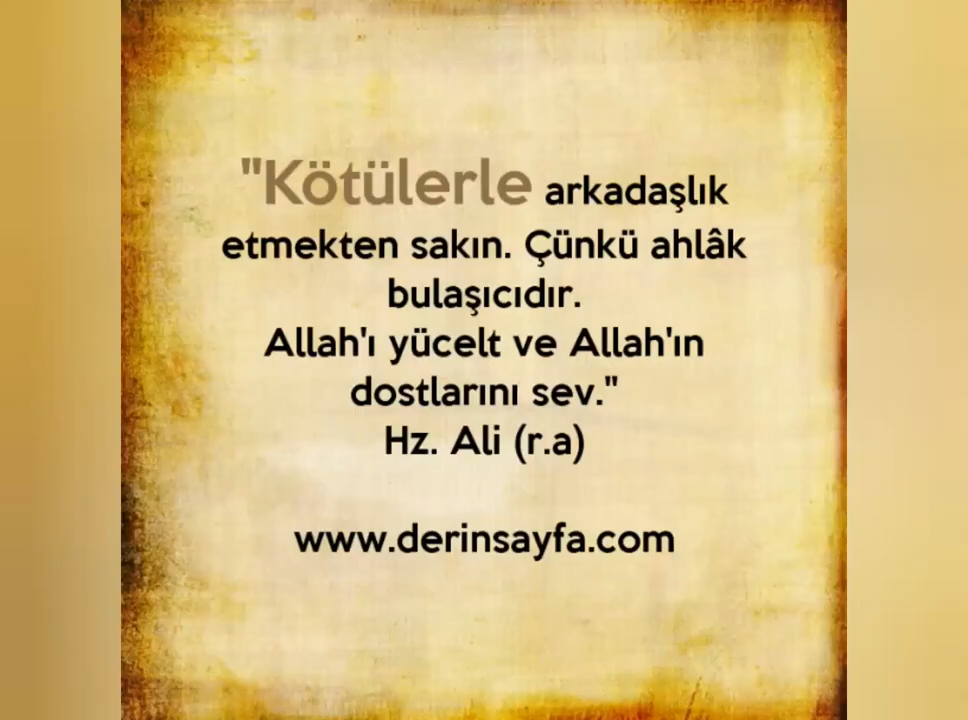 "Kötülerle arkadaşlık
etmekten sakın. Çünkü ahlâk
bulaşıcıdır.
Allah'ı yücelt ve Allah'ın
dostlarını sev."
Hz. Ali (r.a)
www.derinsayfa.com